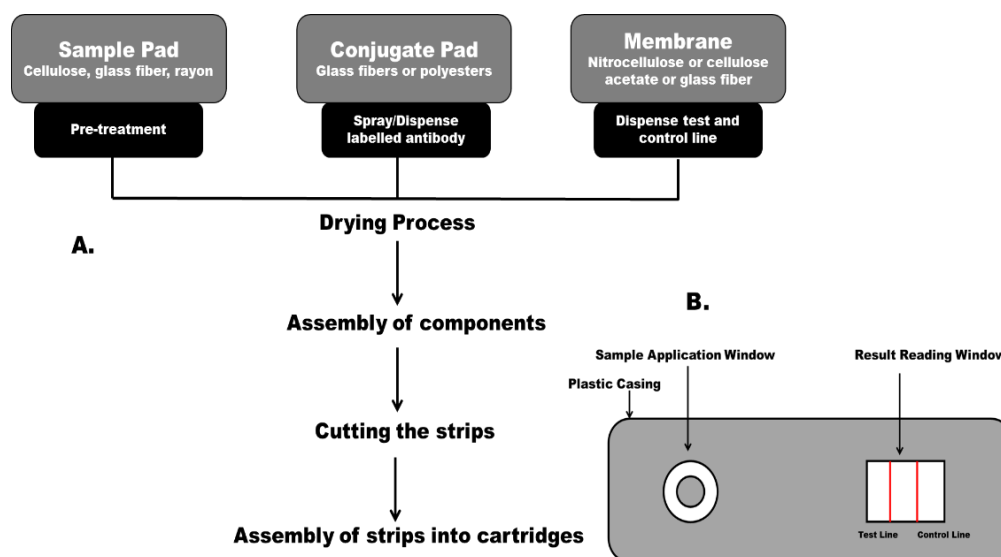 Sample Pad
Cellulose, glass fiber, rayon
Pre-treatment
Conjugate Pad
Glass fibers or polyesters
Spray/Dispense
labelled antibody
Membrane
Nitrocellulose or cellulose
acetate or glass fiber
Dispense test and
control line
Drying Process
A.
Assembly of components
Cutting the strips
Assembly of strips into cartridges
B.
Sample Application Window
Result Reading Window
Plastic Casing
Test Line
Control Line